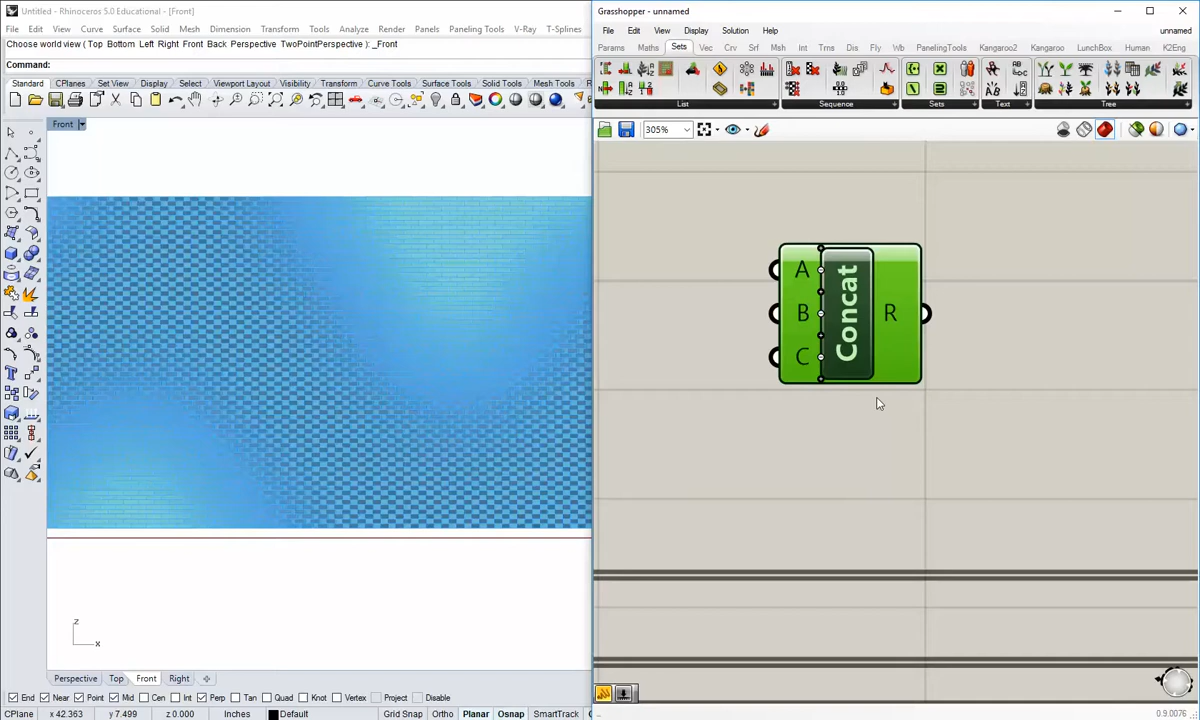 Untitled - Rhinoceros 5.0 Educational - [Front]
File Edit View Curve Surface Solid Mesh Dimension Transform Tools Analyze Render Panels Paneling Tools V-Ray T-Splines
Choose world view ( Top Bottom Left Right Front Back Perspective TwoPointPerspective ): _Front
Command:
Standard CPlanes Set View Display Select Viewport Layout Visibility Transform Curve Tools Surface Tools Solid Tools Mesh Tools
Front
z
x
Perspective Top Front Right
End Near Point Mid Cen Int Perp Tan Quad Knot Vertex Project Disable
CPlane x 42.363 y 7.499 z 0.000 Inches Default Grid Snap Ortho Planar Osnap SmartTrack
Grasshopper - unnamed
File Edit View Display Solution Help unnamed
Params Maths Sets Vec Crv Srf Msh Int Trns Dis Fly Wb PanelingTools Kangaroo2 Kangaroo LunchBox Human K2Eng
List Sequence Sets Text Tree
305%
A
B
C
Concat
R
0.9.0076